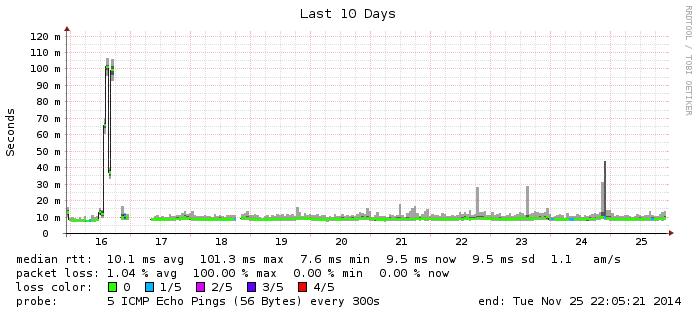 Last 10 Days
RRDTOOL / TOBI OETIKER
Seconds
120 m
110 m
100 m
90 m
80 m
70 m
60 m
50 m
40 m
30 m
20 m
10 m
0
16 17 18 19 20 21 22 23 24 25
median rtt: 10.1 ms avg 101.3 ms max 7.6 ms min 9.5 ms now 9.5 ms sd 1.1 am/s
packet loss: 1.04 % avg 100.00 % max 0.00 % min 0.00 % now
loss color: 0 1/5 2/5 3/5 4/5
probe: 5 ICMP Echo Pings (56 Bytes) every 300s end: Tue Nov 25 22:05:21 2014